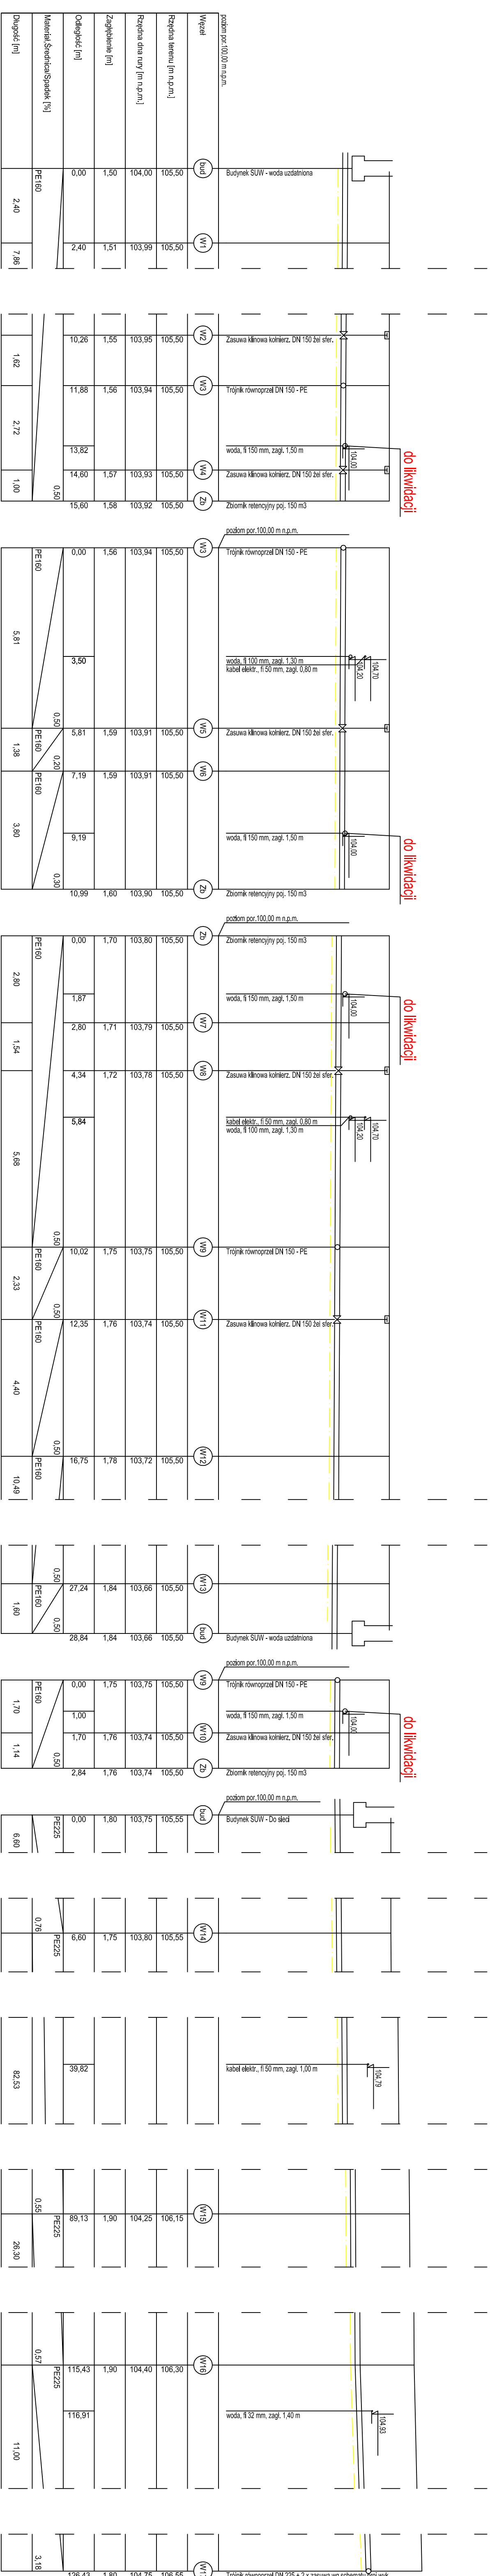 poziom por.100,00 m n.p.m.
Węzeł
Rzędna terenu [m n.p.m.]
Rzędna dna rury [m n.p.m.]
Zagłębienie [m]
Odległość [m]
Materiał,Średnica/Spadek [%]
Długość [m]
bud
Budynek SUW - woda uzdatniona
105,50
104,00
1,50
0,00
PE160
2,40
W1
105,50
103,99
1,51
2,40
7,86
W2
Zasuwa klinowa kołnierz. DN 150 żel sfer.
105,50
103,95
1,55
10,26
1,62
W3
Trójnik równoprzel DN 150 - PE
105,50
103,94
1,56
11,88
2,72
do likwidacji
104,00
woda, fi 150 mm, zagł. 1,50 m
13,82
W4
Zasuwa klinowa kołnierz. DN 150 żel sfer.
105,50
103,93
1,57
14,60
0,50
1,00
Zb
Zbiornik retencyjny poj. 150 m3
105,50
103,92
1,58
15,60
poziom por.100,00 m n.p.m.
W3
Trójnik równoprzel DN 150 - PE
105,50
103,94
1,56
0,00
PE160
5,81
104,70
104,20
woda, fi 100 mm, zagł. 1,30 m
kabel elektr., fi 50 mm, zagł. 0,80 m
3,50
0,50
W5
Zasuwa klinowa kołnierz. DN 150 żel sfer.
105,50
103,91
1,59
5,81
PE160
1,38
0,20
W6
105,50
103,91
1,59
7,19
PE160
3,80
do likwidacji
104,00
woda, fi 150 mm, zagł. 1,50 m
9,19
0,30
Zb
Zbiornik retencyjny poj. 150 m3
105,50
103,90
1,60
10,99
poziom por.100,00 m n.p.m.
Zb
Zbiornik retencyjny poj. 150 m3
105,50
103,80
1,70
0,00
PE160
2,80
do likwidacji
104,00
woda, fi 150 mm, zagł. 1,50 m
1,87
W7
105,50
103,79
1,71
2,80
1,54
W8
Zasuwa klinowa kołnierz. DN 150 żel sfer.
105,50
103,78
1,72
4,34
104,70
104,20
kabel elektr., fi 50 mm, zagł. 0,80 m
woda, fi 100 mm, zagł. 1,30 m
5,84
5,68
0,50
W9
Trójnik równoprzel DN 150 - PE
105,50
103,75
1,75
10,02
PE160
2,33
0,50
W11
Zasuwa klinowa kołnierz. DN 150 żel sfer.
105,50
103,74
1,76
12,35
PE160
4,40
0,50
W12
105,50
103,72
1,78
16,75
PE160
10,49
0,50
W13
105,50
103,66
1,84
27,24
PE160
1,60
0,50
bud
Budynek SUW - woda uzdatniona
105,50
103,66
1,84
28,84
poziom por.100,00 m n.p.m.
W9
Trójnik równoprzel DN 150 - PE
105,50
103,75
1,75
0,00
PE160
1,70
do likwidacji
104,00
woda, fi 150 mm, zagł. 1,50 m
1,00
W10
Zasuwa klinowa kołnierz. DN 150 żel sfer.
105,50
103,74
1,76
1,70
1,14
0,50
Zb
Zbiornik retencyjny poj. 150 m3
105,50
103,74
1,76
2,84
poziom por.100,00 m n.p.m.
bud
Budynek SUW - Do sieci
105,55
103,75
1,80
0,00
PE225
6,60
0,76
W14
105,55
103,80
1,75
6,60
PE225
104,79
kabel elektr., fi 50 mm, zagł. 1,00 m
39,82
82,53
0,55
W15
106,15
104,25
1,90
89,13
PE225
26,30
0,57
W16
106,30
104,40
1,90
115,43
PE225
104,93
woda, fi 32 mm, zagł. 1,40 m
116,91
11,00
3,18
Trójnik równoprzel DN 225 + 2 x zasuwa wg schematu
106,55
104,75
1,80
126,43